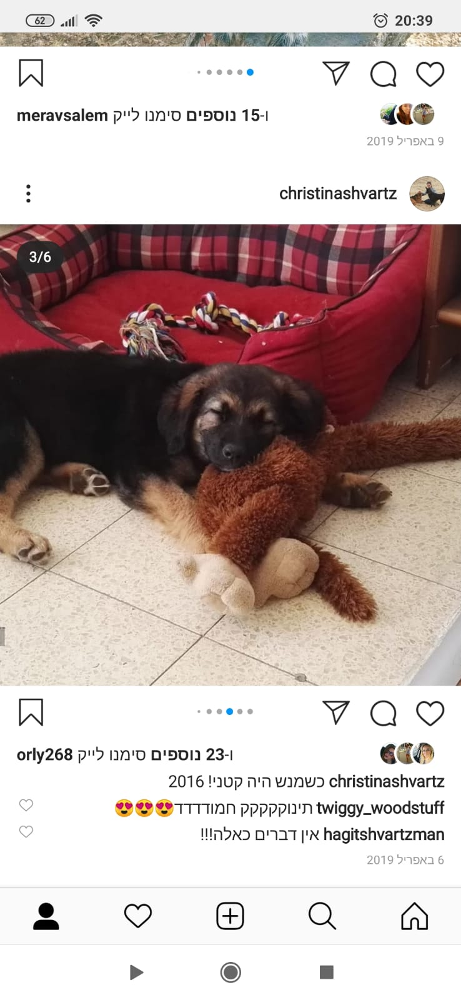 62 20:39
meravsalem ו-15 נוספים סימנו לייק
9 באפריל 2019
christinashvartz
3/6
orly268 ו-23 נוספים סימנו לייק
christinashvartz כשמנש היה קטני! 2016
twiggy_woodstuff תינוקקקקק חמודדדדד😍😍😍
hagitshvartzman אין דברים כאלה!!!
6 באפריל 2019